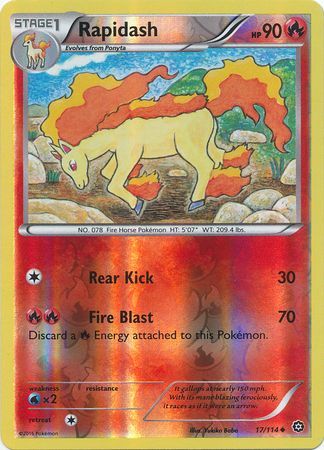 STAGE1
Rapidash
HP 90
Evolves from Ponyta
NO. 078 Fire Horse Pokémon HT: 5'07" WT: 209.4 lbs.
Rear Kick 30
Fire Blast 70
Discard a Energy attached to this Pokémon.
weakness resistance
×2
retreat
It gallops at nearly 150 mph.
With its mane blazing ferociously,
it races as if it were an arrow.
©2015 Pokémon
Illus. Yukiko Baba
17/114